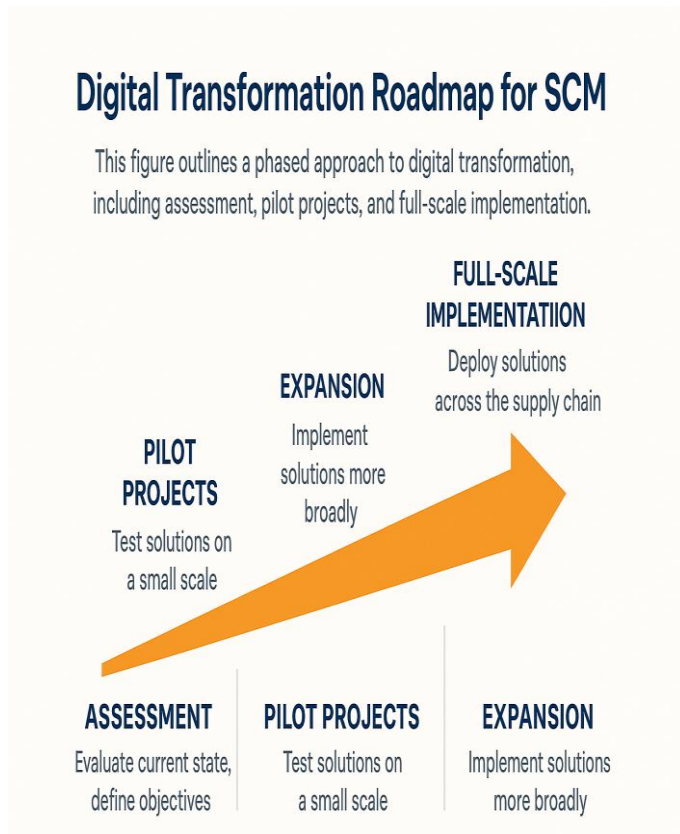 Digital Transformation Roadmap for SCM
This figure outlines a phased approach to digital transformation,
including assessment, pilot projects, and full-scale implementation.
FULL-SCALE
IMPLEMENTATIION
Deploy solutions
across the supply chain
EXPANSION
Implement
solutions more
broadly
PILOT
PROJECTS
Test solutions on
a small scale
ASSESSMENT
Evaluate current state,
define objectives
PILOT PROJECTS
Test solutions on
a small scale
EXPANSION
Implement solutions
more broadly